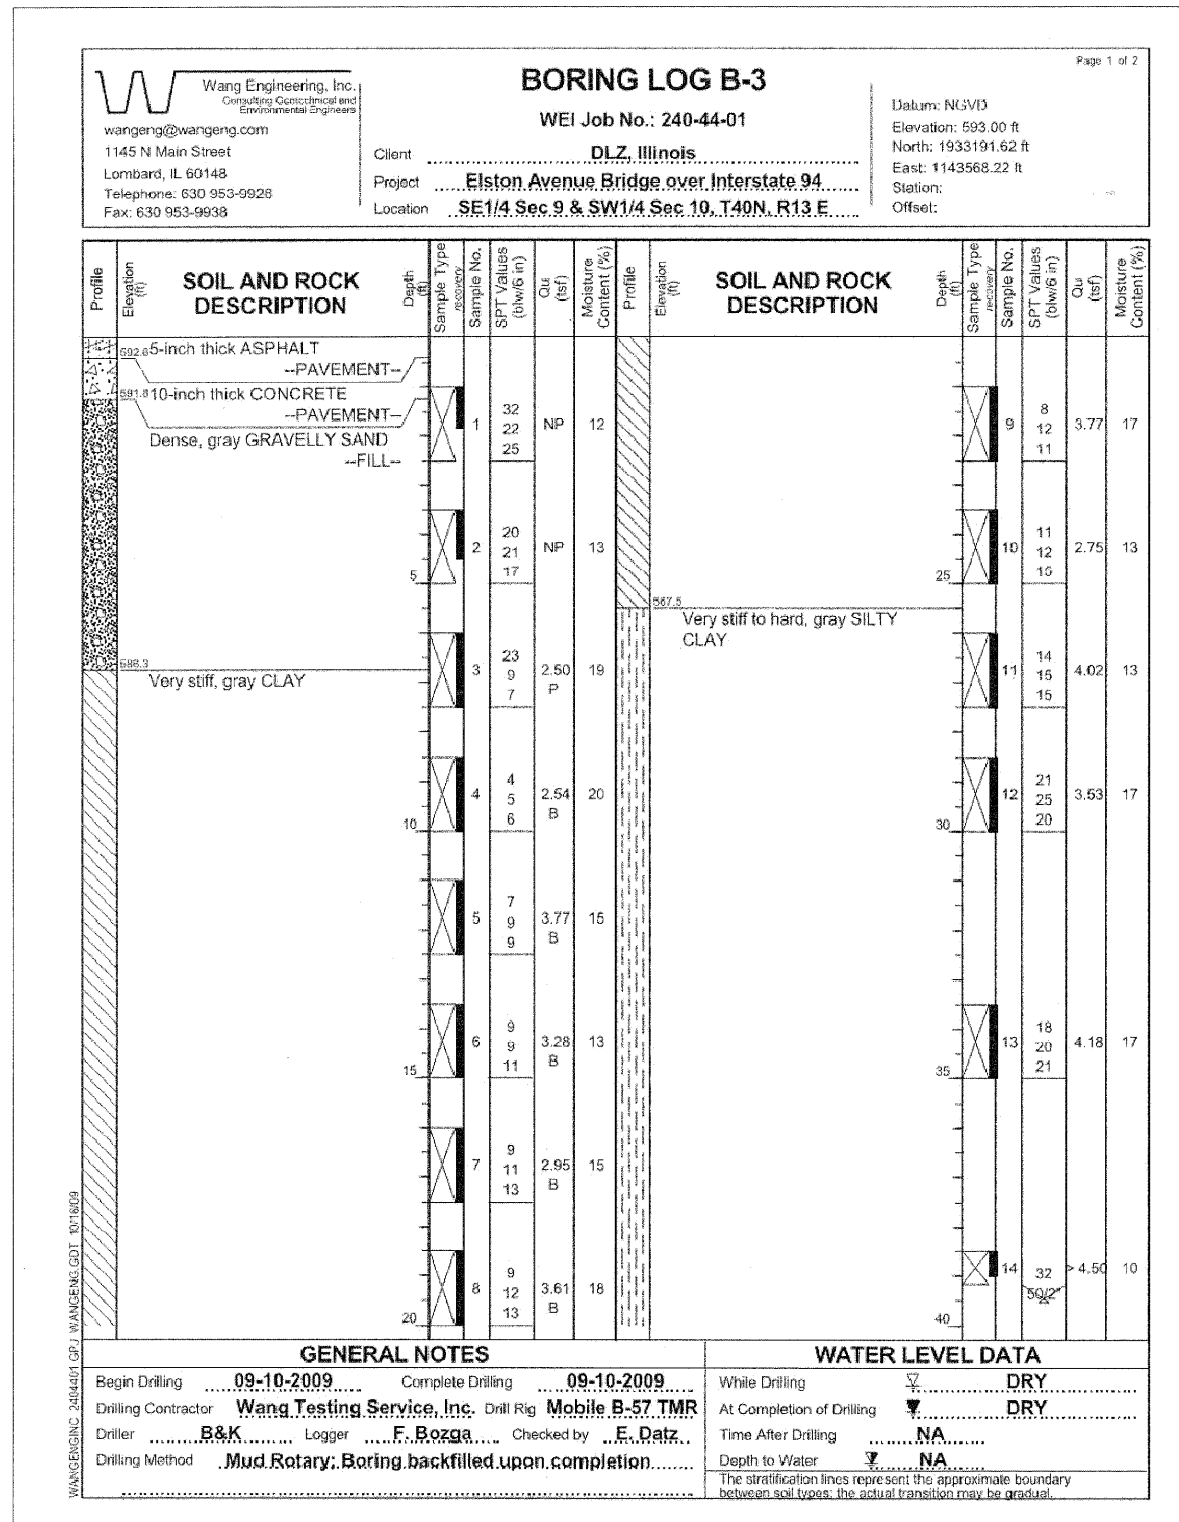 Page 1 of 2
Wang Engineering, Inc.
Consulting Geotechnical and
Environmental Engineers
wangeng@wangeng.com
1145 N Main Street
Lombard, IL 60148
Telephone: 630 953-9928
Fax: 630 953-9938
BORING LOG B-3
WEI Job No.: 240-44-01
Client DLZ, Illinois
Project Elston Avenue Bridge over Interstate 94
Location SE1/4 Sec 9 & SW1/4 Sec 10, T40N, R13 E
Datum: NGVD
Elevation: 593.00 ft
North: 1933191.62 ft
East: 1143568.22 ft
Station:
Offset:
Profile
Elevation (ft)
SOIL AND ROCK
DESCRIPTION
Depth (ft)
Sample Type
recovery
Sample No.
SPT Values (blw/6 in)
Qu (tsf)
Moisture Content (%)
Profile
Elevation (ft)
SOIL AND ROCK
DESCRIPTION
Depth (ft)
Sample Type
recovery
Sample No.
SPT Values (blw/6 in)
Qu (tsf)
Moisture Content (%)
592.6 5-inch thick ASPHALT
--PAVEMENT--
591.8 10-inch thick CONCRETE
--PAVEMENT--
Dense, gray GRAVELLY SAND
--FILL--
1 32 22 25 NP 12
2 20 21 17 NP 13
5
586.3
Very stiff, gray CLAY
3 23 9 7 2.50 P 19
4 4 5 6 2.54 B 20
10
5 7 9 9 3.77 B 15
6 9 9 11 3.28 B 13
15
7 9 11 13 2.95 B 15
8 9 12 13 3.61 B 18
20
9 8 12 11 3.77 17
10 11 12 2.75 13
25
567.5
Very stiff to hard, gray SILTY
CLAY
11 14 15 15 4.02 13
12 21 25 20 3.53 17
30
13 18 20 21 4.18 17
35
14 32 50/2" > 4.50 10
40
GENERAL NOTES
Begin Drilling 09-10-2009 Complete Drilling 09-10-2009
Drilling Contractor Wang Testing Service, Inc. Drill Rig Mobile B-57 TMR
Driller B&K Logger F. Bozga Checked by E. Datz
Drilling Method Mud Rotary; Boring backfilled upon completion
WATER LEVEL DATA
While Drilling DRY
At Completion of Drilling DRY
Time After Drilling NA
Depth to Water NA
The stratification lines represent the approximate boundary
between soil types; the actual transition may be gradual.
WANGENGINC 2404401.GPJ WANGENG.GDT 10/16/09